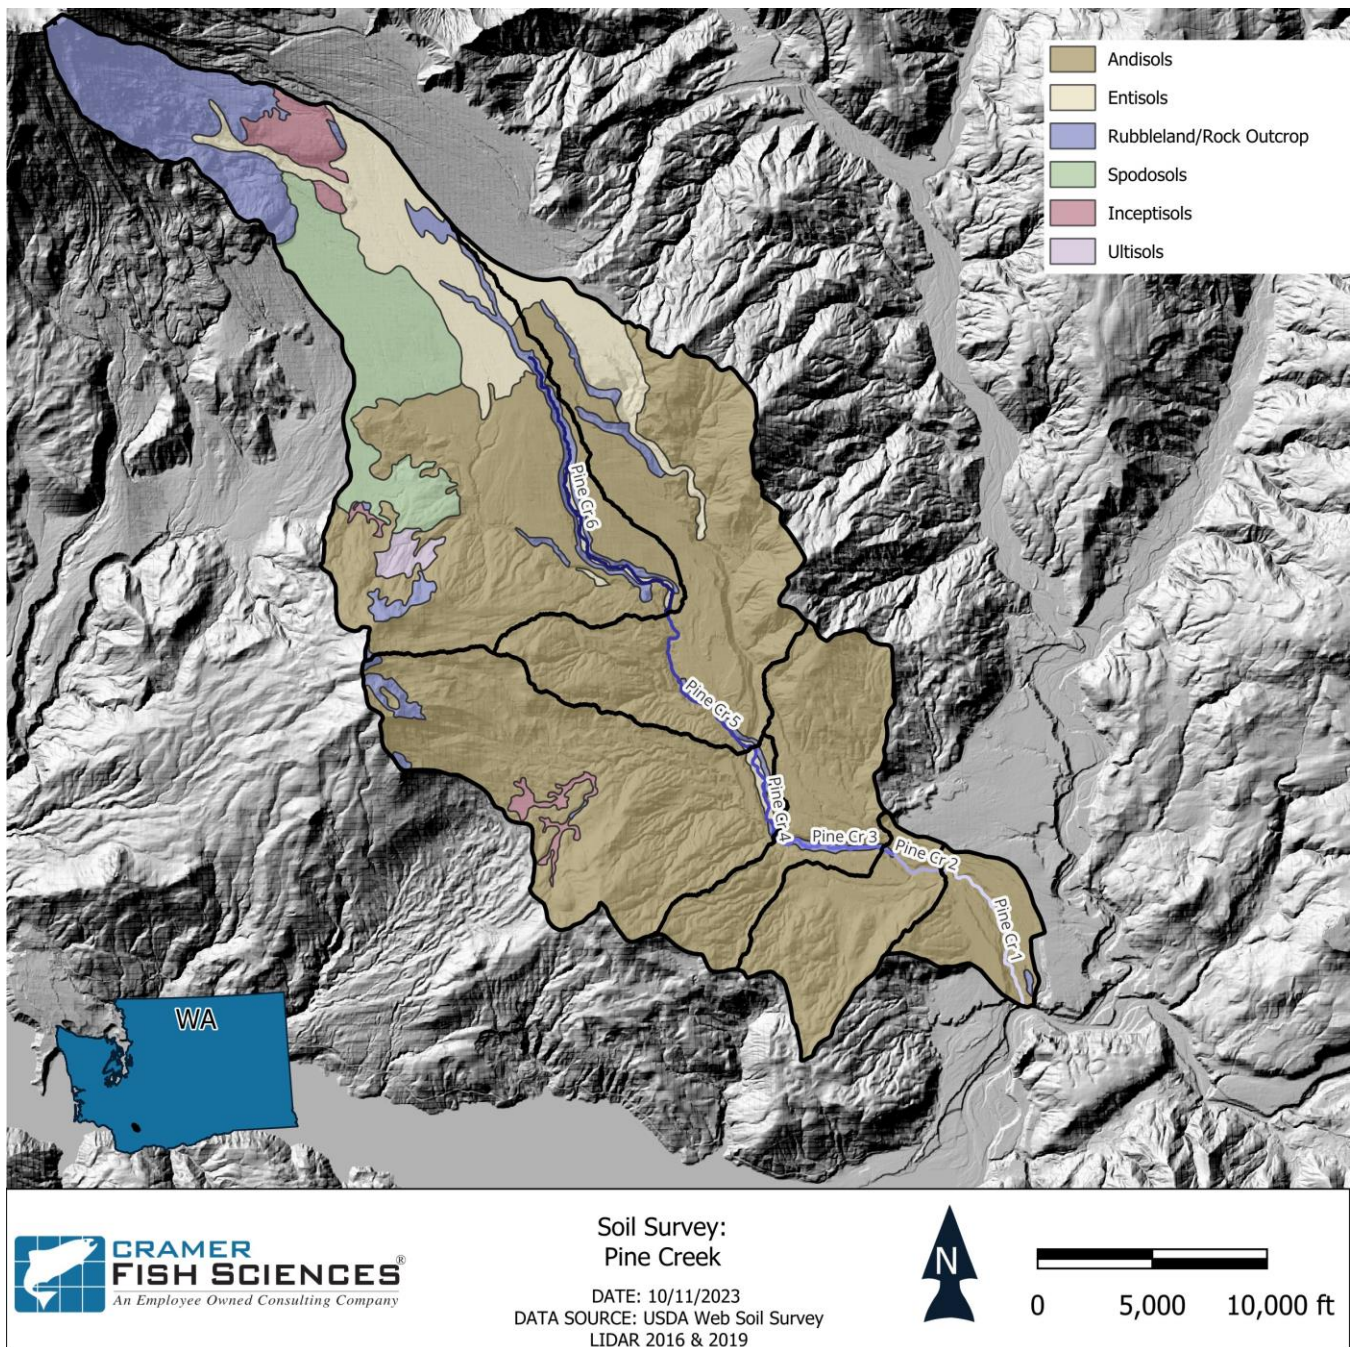 Andisols
Entisols
Rubbleland/Rock Outcrop
Spodosols
Inceptisols
Ultisols
Pine Cr 6
Pine Cr 5
Pine Cr 4
Pine Cr 3
Pine Cr 2
Pine Cr 1
WA
CRAMER
FISH SCIENCES®
An Employee Owned Consulting Company
Soil Survey:
Pine Creek
DATE: 10/11/2023
DATA SOURCE: USDA Web Soil Survey
LIDAR 2016 & 2019
N
0 5,000 10,000 ft